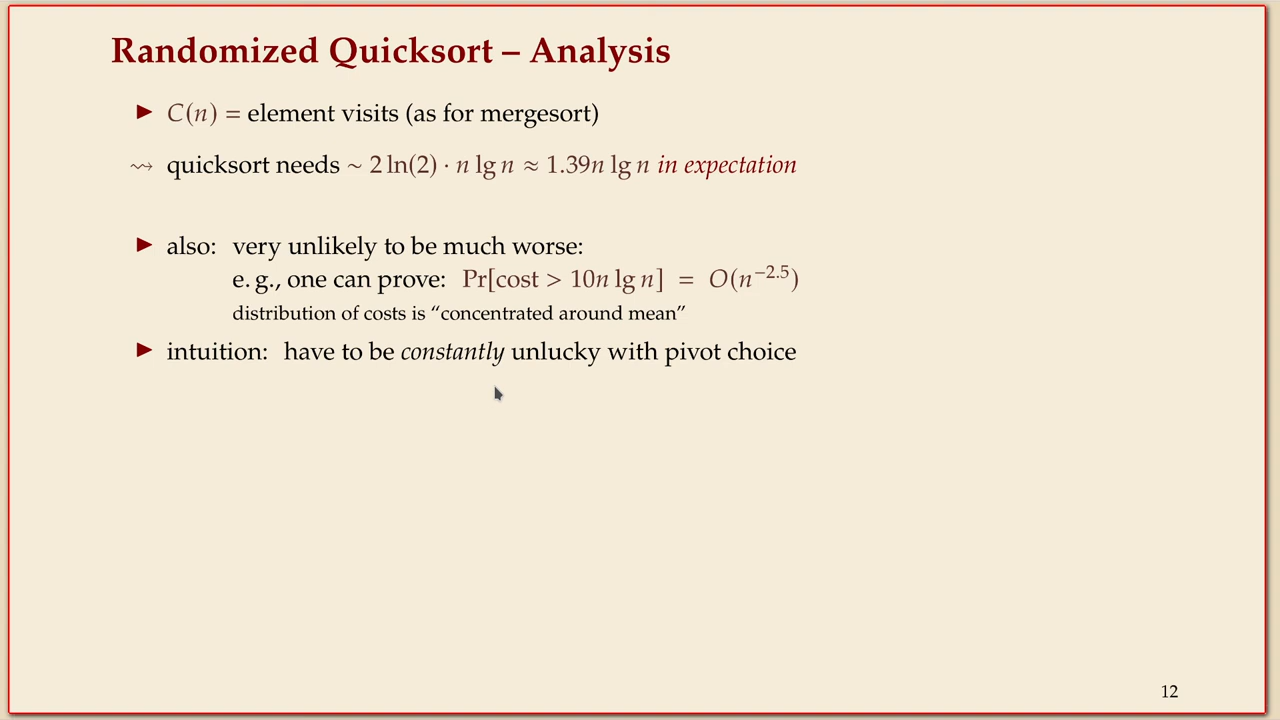 Randomized Quicksort – Analysis
▶ C(n) = element visits (as for mergesort)
⇝ quicksort needs ∼ 2 ln(2) · n lg n ≈ 1.39n lg n in expectation
▶ also: very unlikely to be much worse:
e. g., one can prove: Pr[cost > 10n lg n] = O(n⁻²·⁵)
distribution of costs is “concentrated around mean”
▶ intuition: have to be constantly unlucky with pivot choice
12